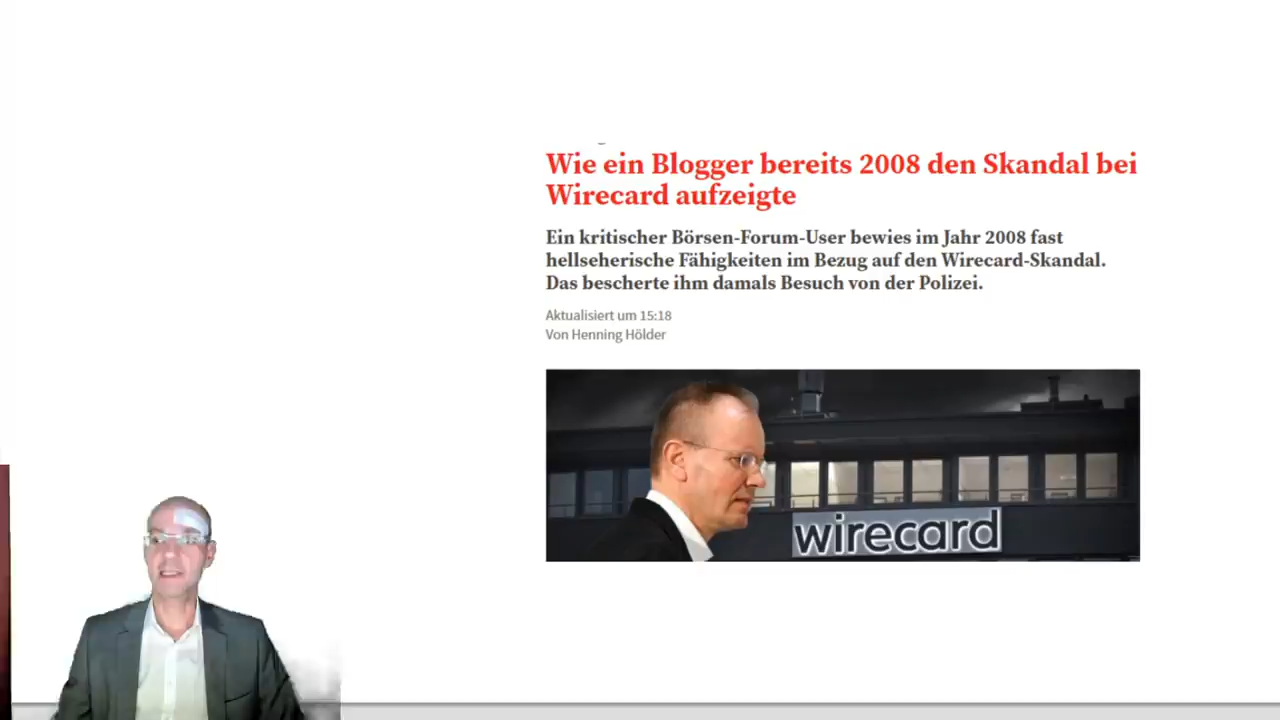 Wie ein Blogger bereits 2008 den Skandal bei
Wirecard aufzeigte
Ein kritischer Börsen-Forum-User bewies im Jahr 2008 fast
hellseherische Fähigkeiten im Bezug auf den Wirecard-Skandal.
Das bescherte ihm damals Besuch von der Polizei.
Aktualisiert um 15:18
Von Henning Hölder
wirecard